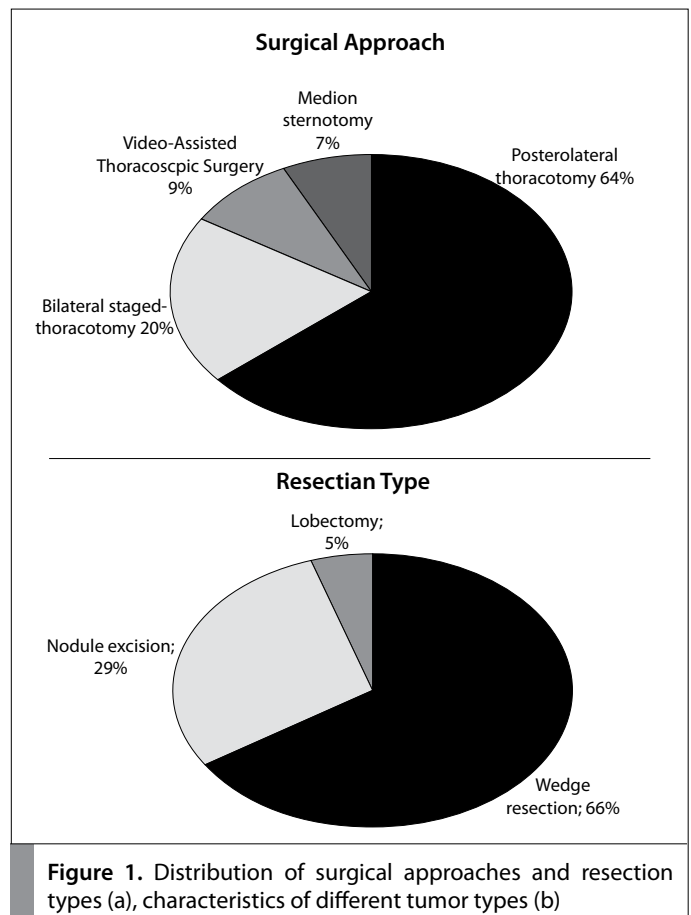 Surgical Approach
Medion
sternotomy
7%
Video-Assisted
Thoracoscpic Surgery
9%
Posterolateral
thoracotomy 64%
Bilateral staged-
thoracotomy 20%
Resectian Type
Lobectomy;
5%
Nodule excision;
29%
Wedge
resection; 66%
Figure 1. Distribution of surgical approaches and resection
types (a), characteristics of different tumor types (b)